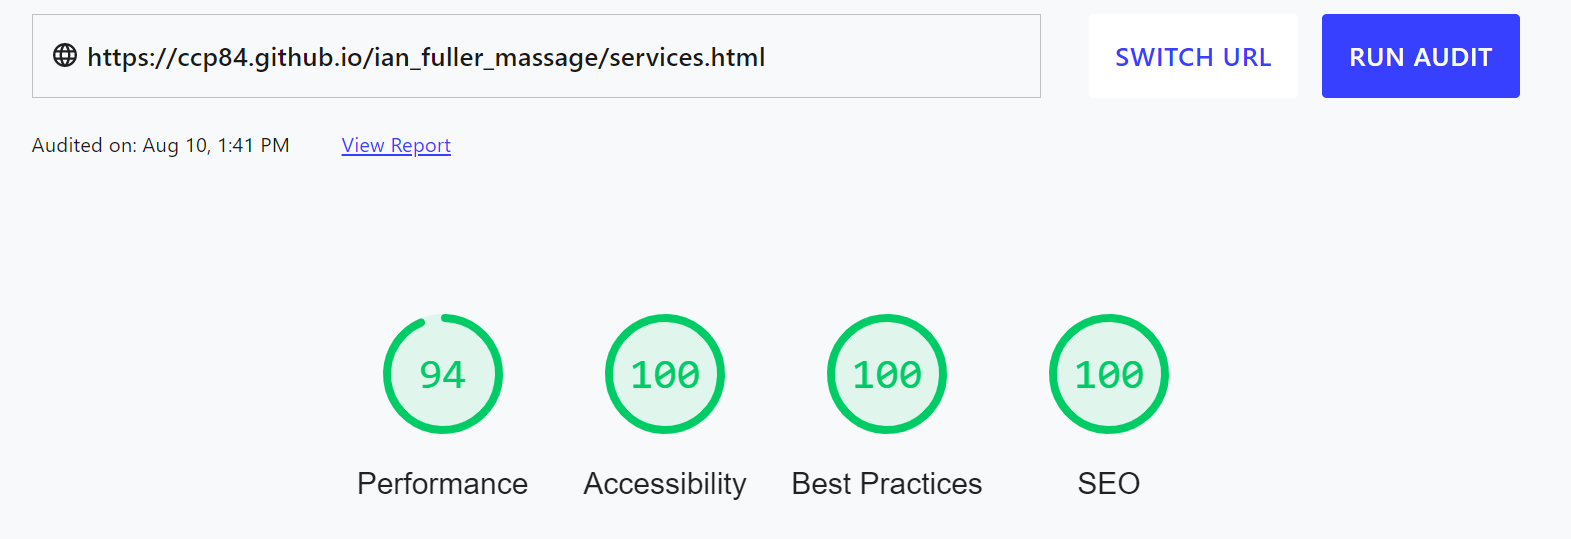 https://ccp84.github.io/ian_fuller_massage/services.html
SWITCH URL
RUN AUDIT
Audited on: Aug 10, 1:41 PM
View Report
94
100
100
100
Performance
Accessibility
Best Practices
SEO